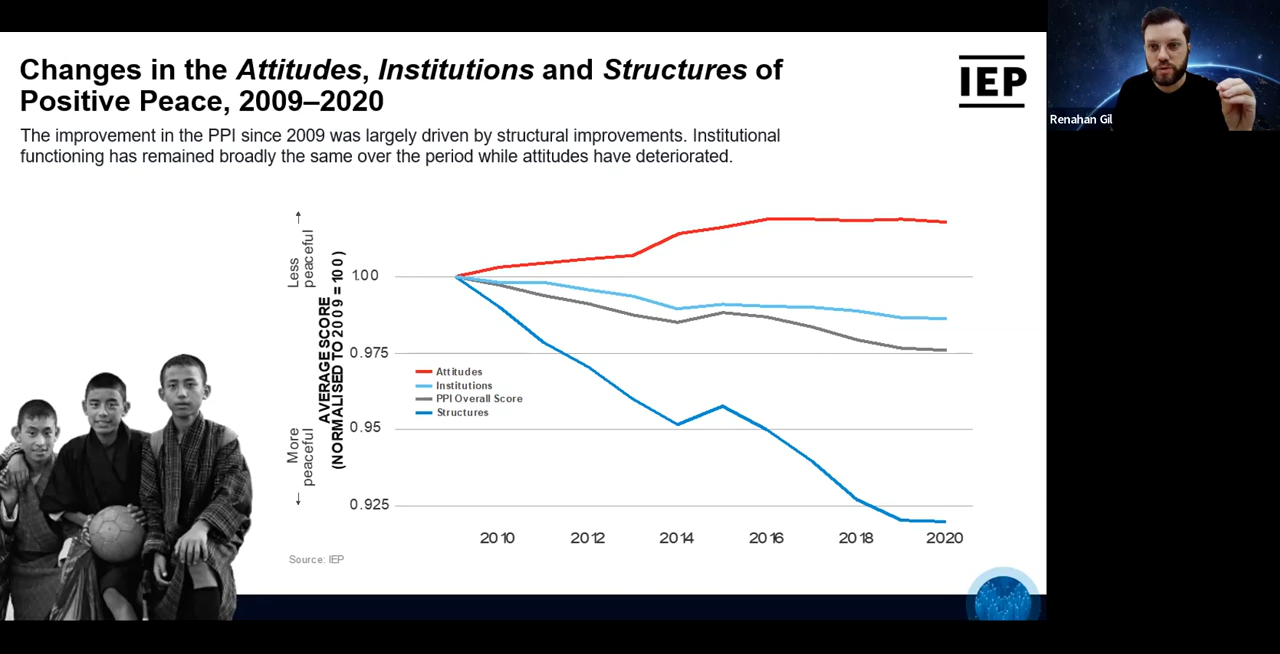 Changes in the Attitudes, Institutions and Structures of
Positive Peace, 2009–2020
IEP
Renahan Gil
The improvement in the PPI since 2009 was largely driven by structural improvements. Institutional
functioning has remained broadly the same over the period while attitudes have deteriorated.
Less
peaceful
More
peaceful
AVERAGE SCORE
(NORMALISED TO 2009 = 100)
1.00
0.975
0.95
0.925
Attitudes
Institutions
PPI Overall Score
Structures
2010 2012 2014 2016 2018 2020
Source: IEP